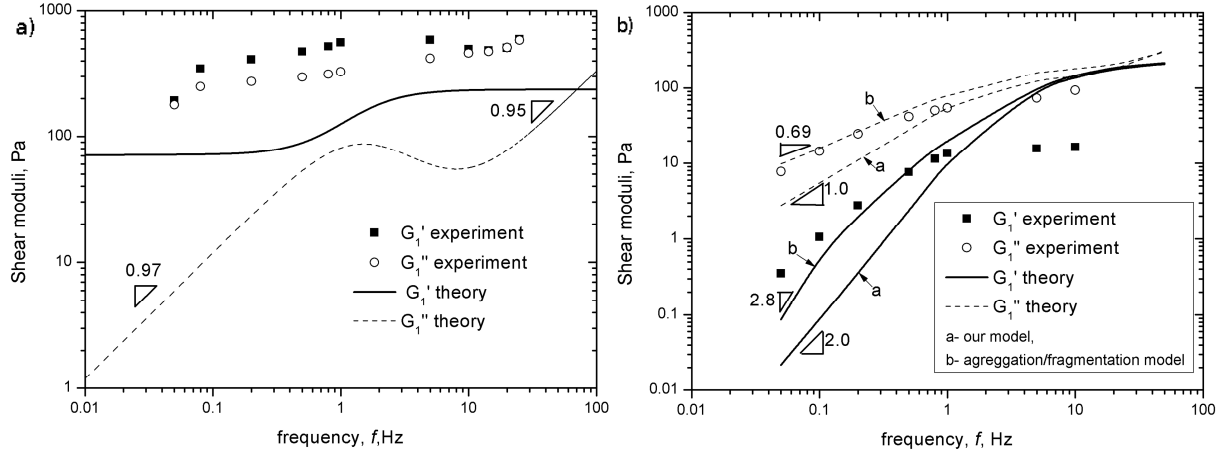 a)
1000
100
10
1
0.01
0.1
1
10
100
Shear moduli, Pa
frequency, f,Hz
0.95
0.97
G₁' experiment
G₁'' experiment
G₁' theory
G₁'' theory
b)
1000
100
10
1
0.1
0.01
0.01
0.1
1
10
100
Shear moduli, Pa
frequency, f, Hz
0.69
b
a
1.0
b
a
2.8
2.0
G₁' experiment
G₁'' experiment
G₁' theory
G₁'' theory
a- our model,
b- agreggation/fragmentation model